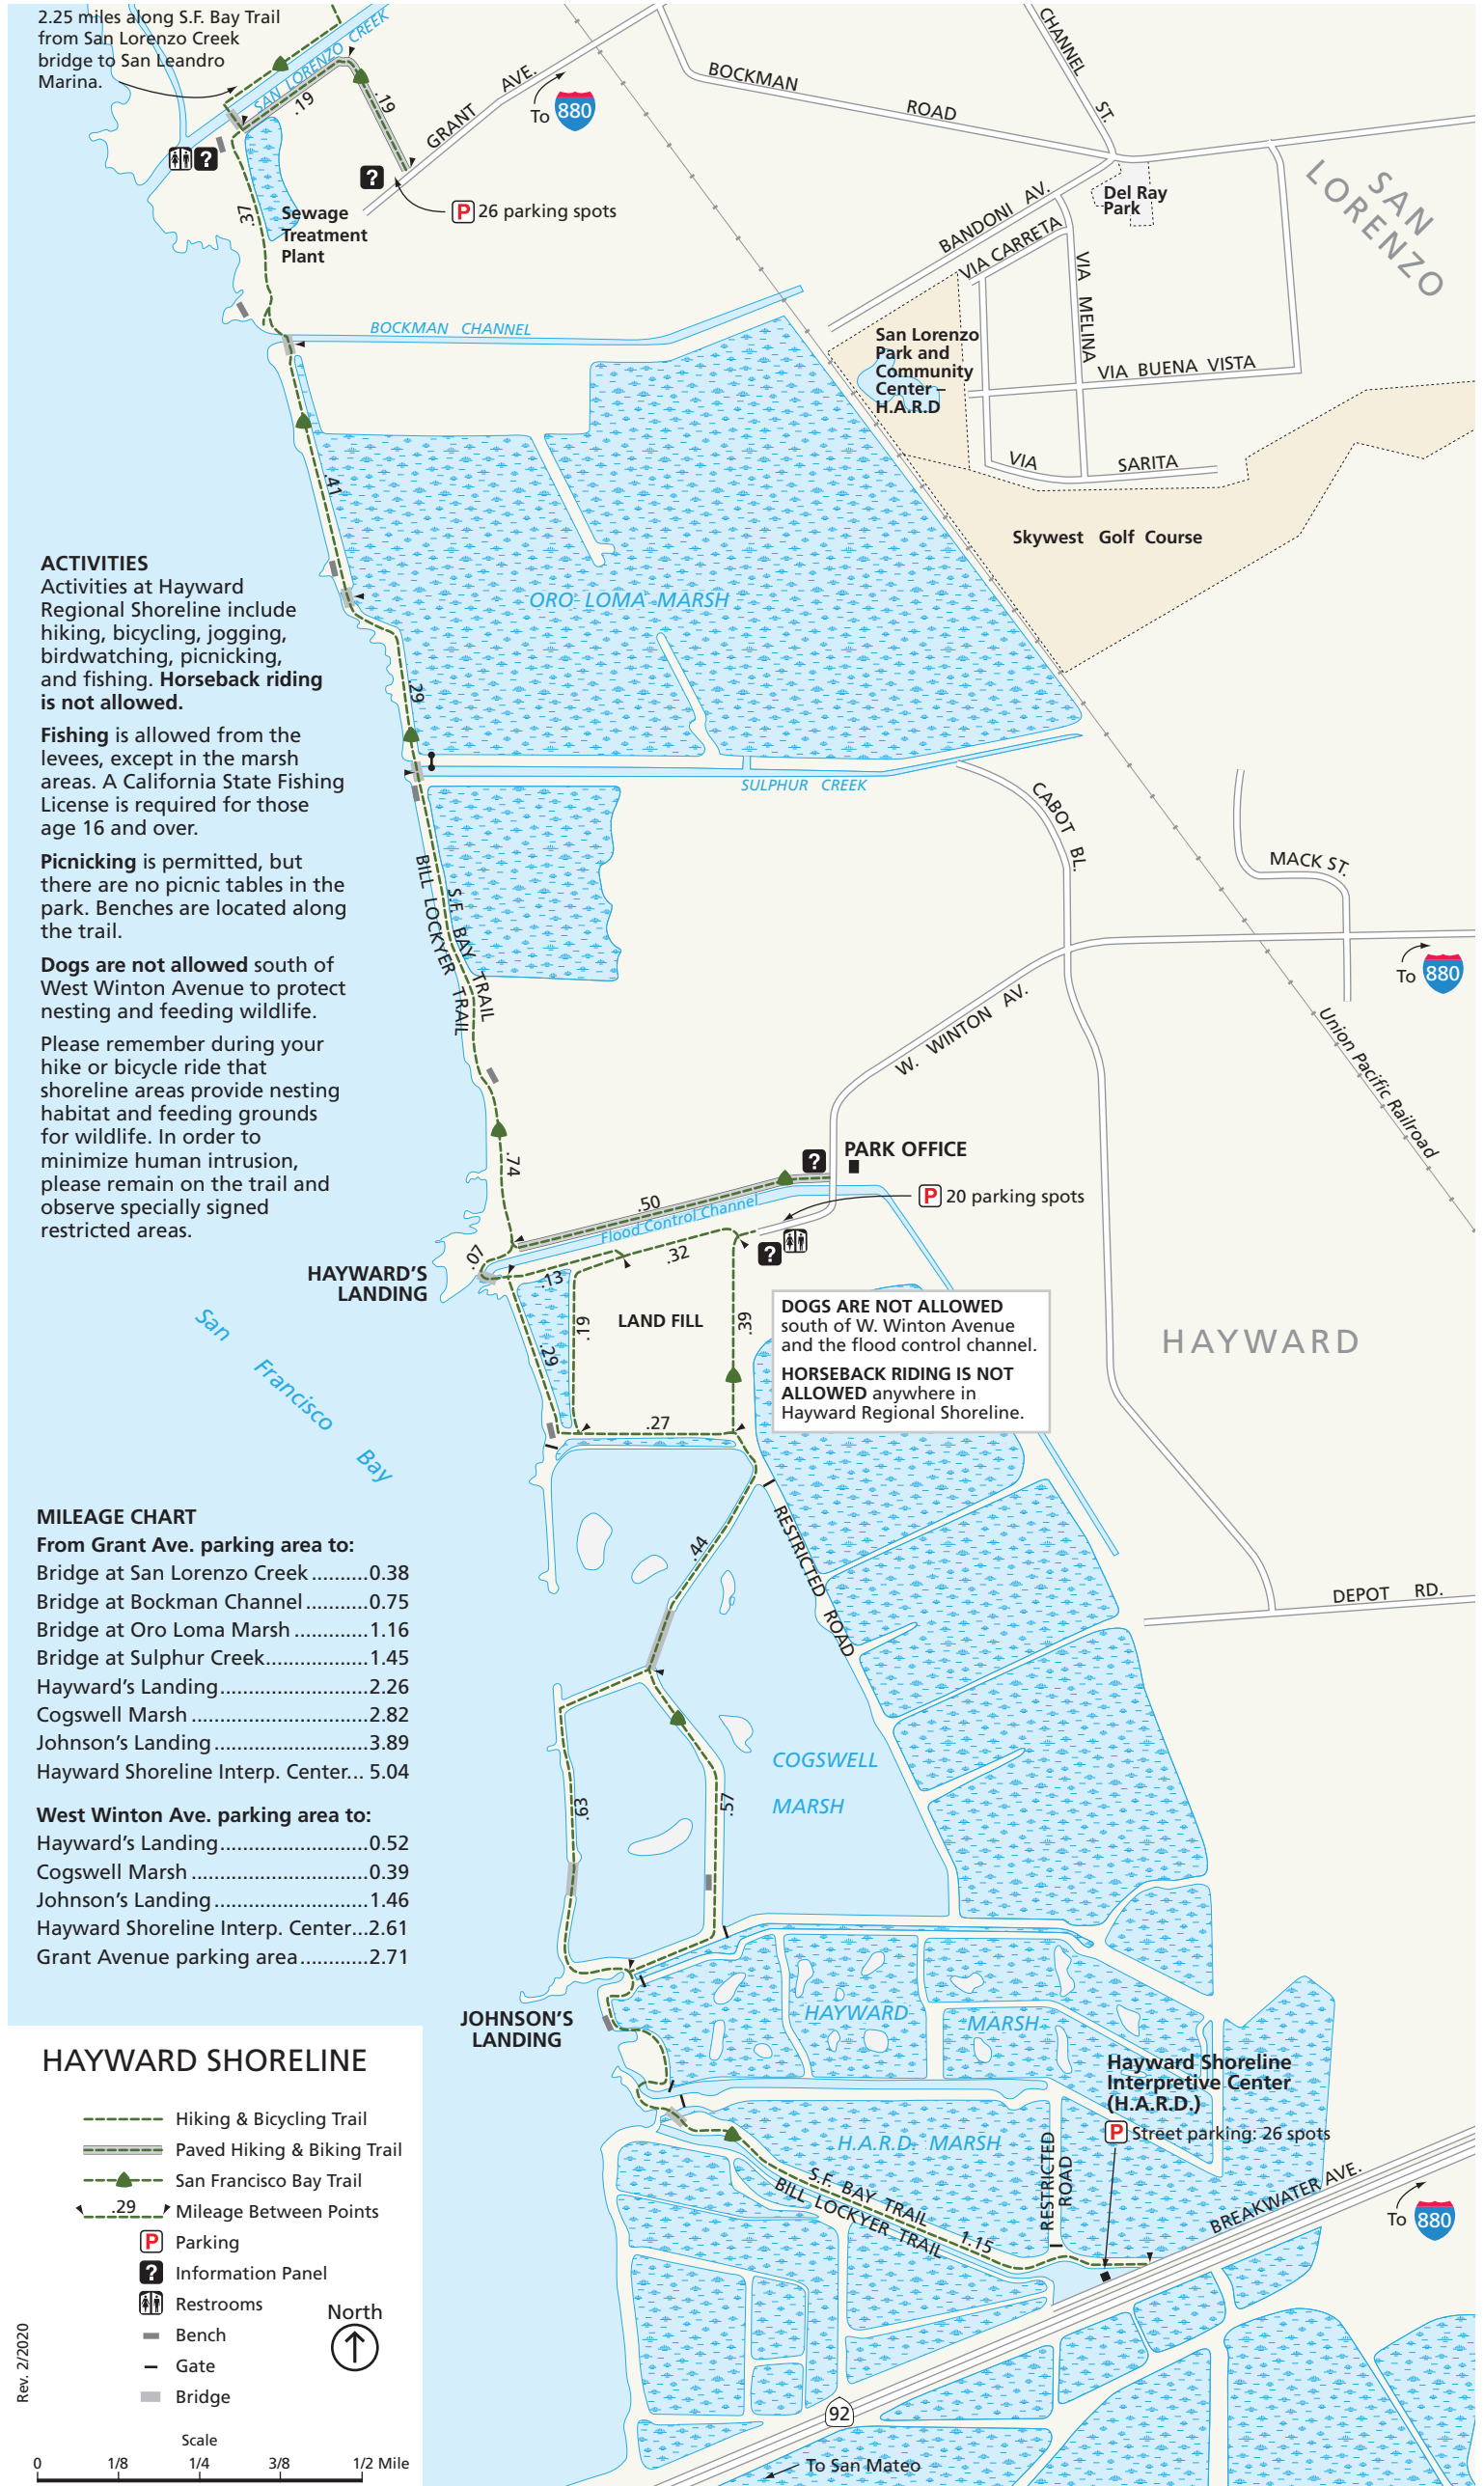 2.25 miles along S.F. Bay Trail
from San Lorenzo Creek
bridge to San Leandro
Marina.
SAN LORENZO CREEK
.19
.19
GRANT AVE.
To 880
BOCKMAN ROAD
CHANNEL ST.
SAN
LORENZO
Del Ray
Park
BANDONI AV.
VIA CARRETA
VIA MELINA
VIA BUENA VISTA
VIA SARITA
?
?
P 26 parking spots
.37
Sewage
Treatment
Plant
BOCKMAN CHANNEL
San Lorenzo
Park and
Community
Center –
H.A.R.D
Skywest Golf Course
.41
ORO LOMA MARSH
.29
SULPHUR CREEK
CABOT BL.
MACK ST.
To 880
Union Pacific Railroad
W. WINTON AV.
S.F. BAY TRAIL
BILL LOCKYER TRAIL
.74
ACTIVITIES
Activities at Hayward
Regional Shoreline include
hiking, bicycling, jogging,
birdwatching, picnicking,
and fishing. Horseback riding
is not allowed.
Fishing is allowed from the
levees, except in the marsh
areas. A California State Fishing
License is required for those
age 16 and over.
Picnicking is permitted, but
there are no picnic tables in the
park. Benches are located along
the trail.
Dogs are not allowed south of
West Winton Avenue to protect
nesting and feeding wildlife.
Please remember during your
hike or bicycle ride that
shoreline areas provide nesting
habitat and feeding grounds
for wildlife. In order to
minimize human intrusion,
please remain on the trail and
observe specially signed
restricted areas.
?
PARK OFFICE
P 20 parking spots
.50
Flood Control Channel
?
.07
.13
.32
HAYWARD'S
LANDING
LAND FILL
.19
.39
.29
.27
San Francisco Bay
DOGS ARE NOT ALLOWED
south of W. Winton Avenue
and the flood control channel.
HORSEBACK RIDING IS NOT
ALLOWED anywhere in
Hayward Regional Shoreline.
HAYWARD
RESTRICTED ROAD
DEPOT RD.
.44
.63
.57
COGSWELL
MARSH
MILEAGE CHART
From Grant Ave. parking area to:
Bridge at San Lorenzo Creek..........0.38
Bridge at Bockman Channel...........0.75
Bridge at Oro Loma Marsh.............1.16
Bridge at Sulphur Creek..................1.45
Hayward's Landing..........................2.26
Cogswell Marsh...............................2.82
Johnson's Landing...........................3.89
Hayward Shoreline Interp. Center... 5.04
West Winton Ave. parking area to:
Hayward's Landing..........................0.52
Cogswell Marsh...............................0.39
Johnson's Landing...........................1.46
Hayward Shoreline Interp. Center...2.61
Grant Avenue parking area............2.71
JOHNSON'S
LANDING
HAYWARD MARSH
Hayward Shoreline
Interpretive Center
(H.A.R.D.)
P Street parking: 26 spots
H.A.R.D. MARSH
RESTRICTED
ROAD
S.F. BAY TRAIL
BILL LOCKYER TRAIL
1.15
BREAKWATER AVE.
To 880
92
To San Mateo
HAYWARD SHORELINE
Hiking & Bicycling Trail
Paved Hiking & Biking Trail
San Francisco Bay Trail
.29 Mileage Between Points
P Parking
? Information Panel
Restrooms
Bench
Gate
Bridge
North
Rev. 2/2020
Scale
0 1/8 1/4 3/8 1/2 Mile